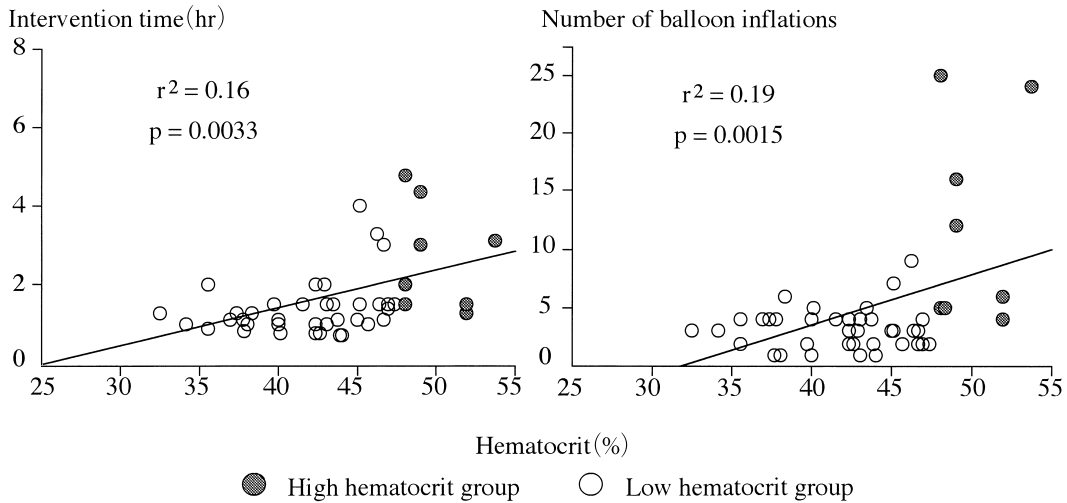 Intervention time(hr)
8
6
4
2
0
r2 = 0.16
p = 0.0033
25 30 35 40 45 50 55
Number of balloon inflations
25
20
15
10
5
0
r2 = 0.19
p = 0.0015
25 30 35 40 45 50 55
Hematocrit(%)
High hematocrit group
Low hematocrit group